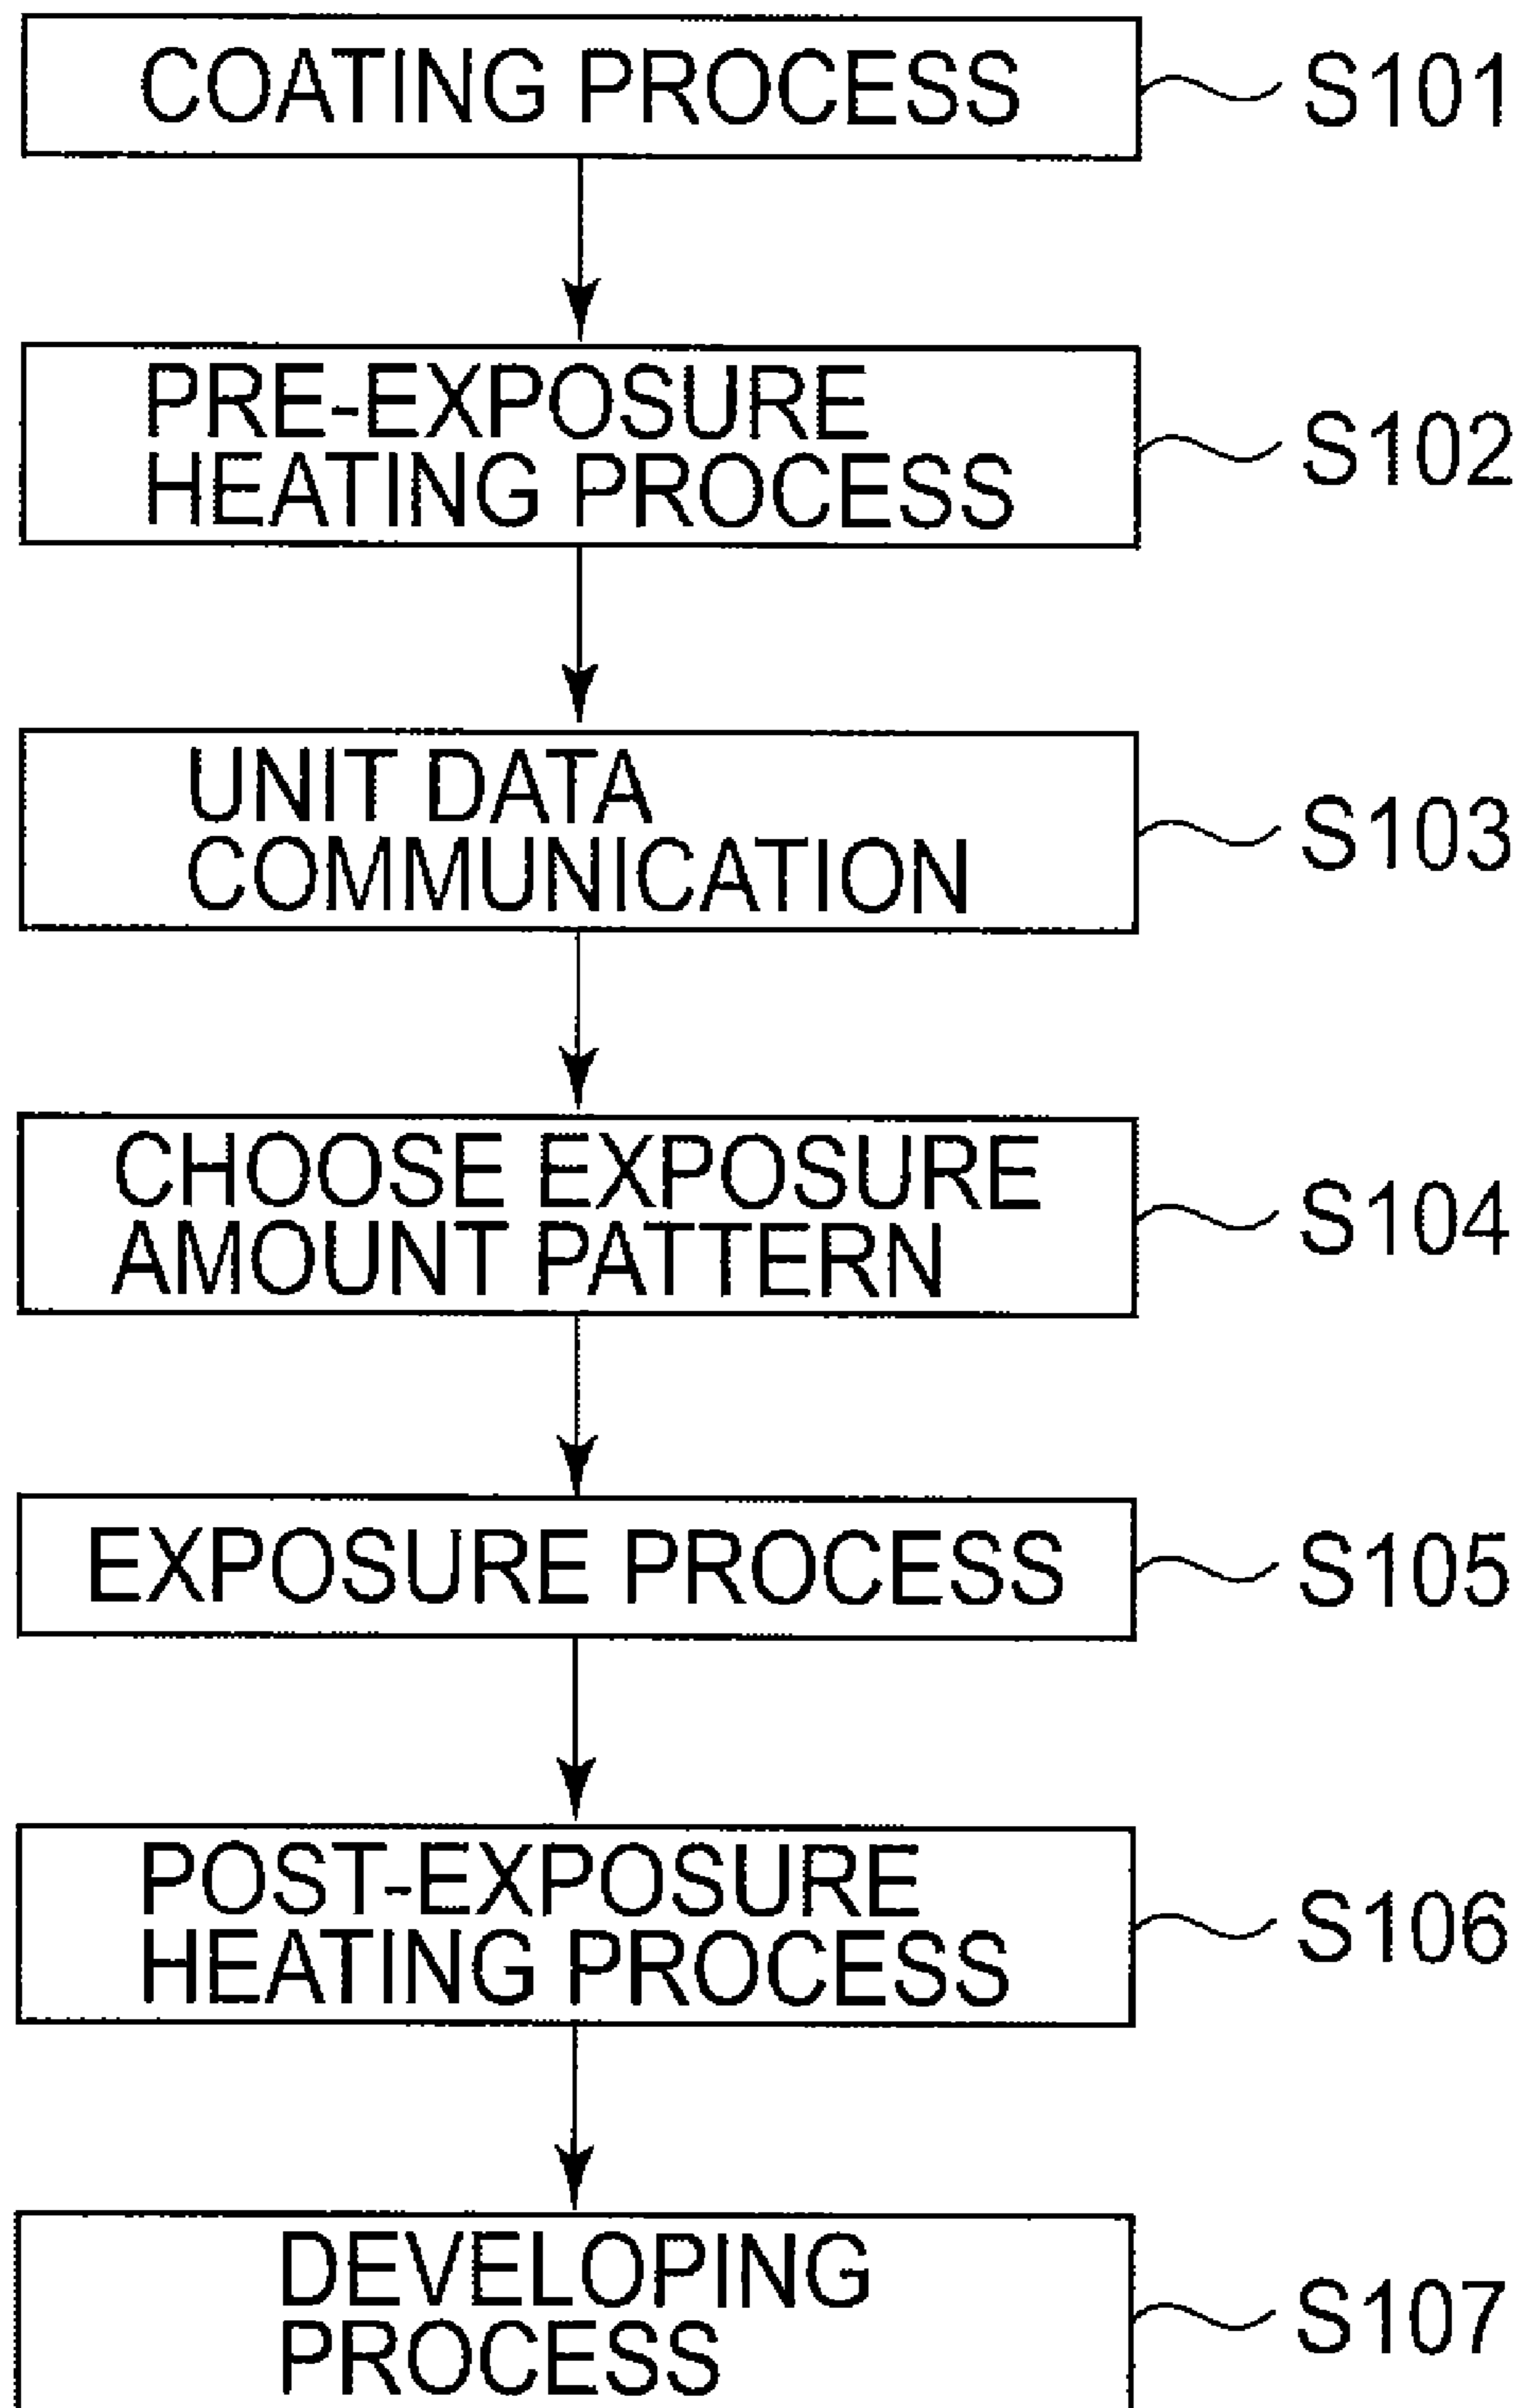 COATING PROCESS
S101
PRE-EXPOSURE
HEATING PROCESS
S102
UNIT DATA
COMMUNICATION
S103
CHOOSE EXPOSURE
AMOUNT PATTERN
S104
EXPOSURE PROCESS
S105
POST-EXPOSURE
HEATING PROCESS
S106
DEVELOPING
PROCESS
S107